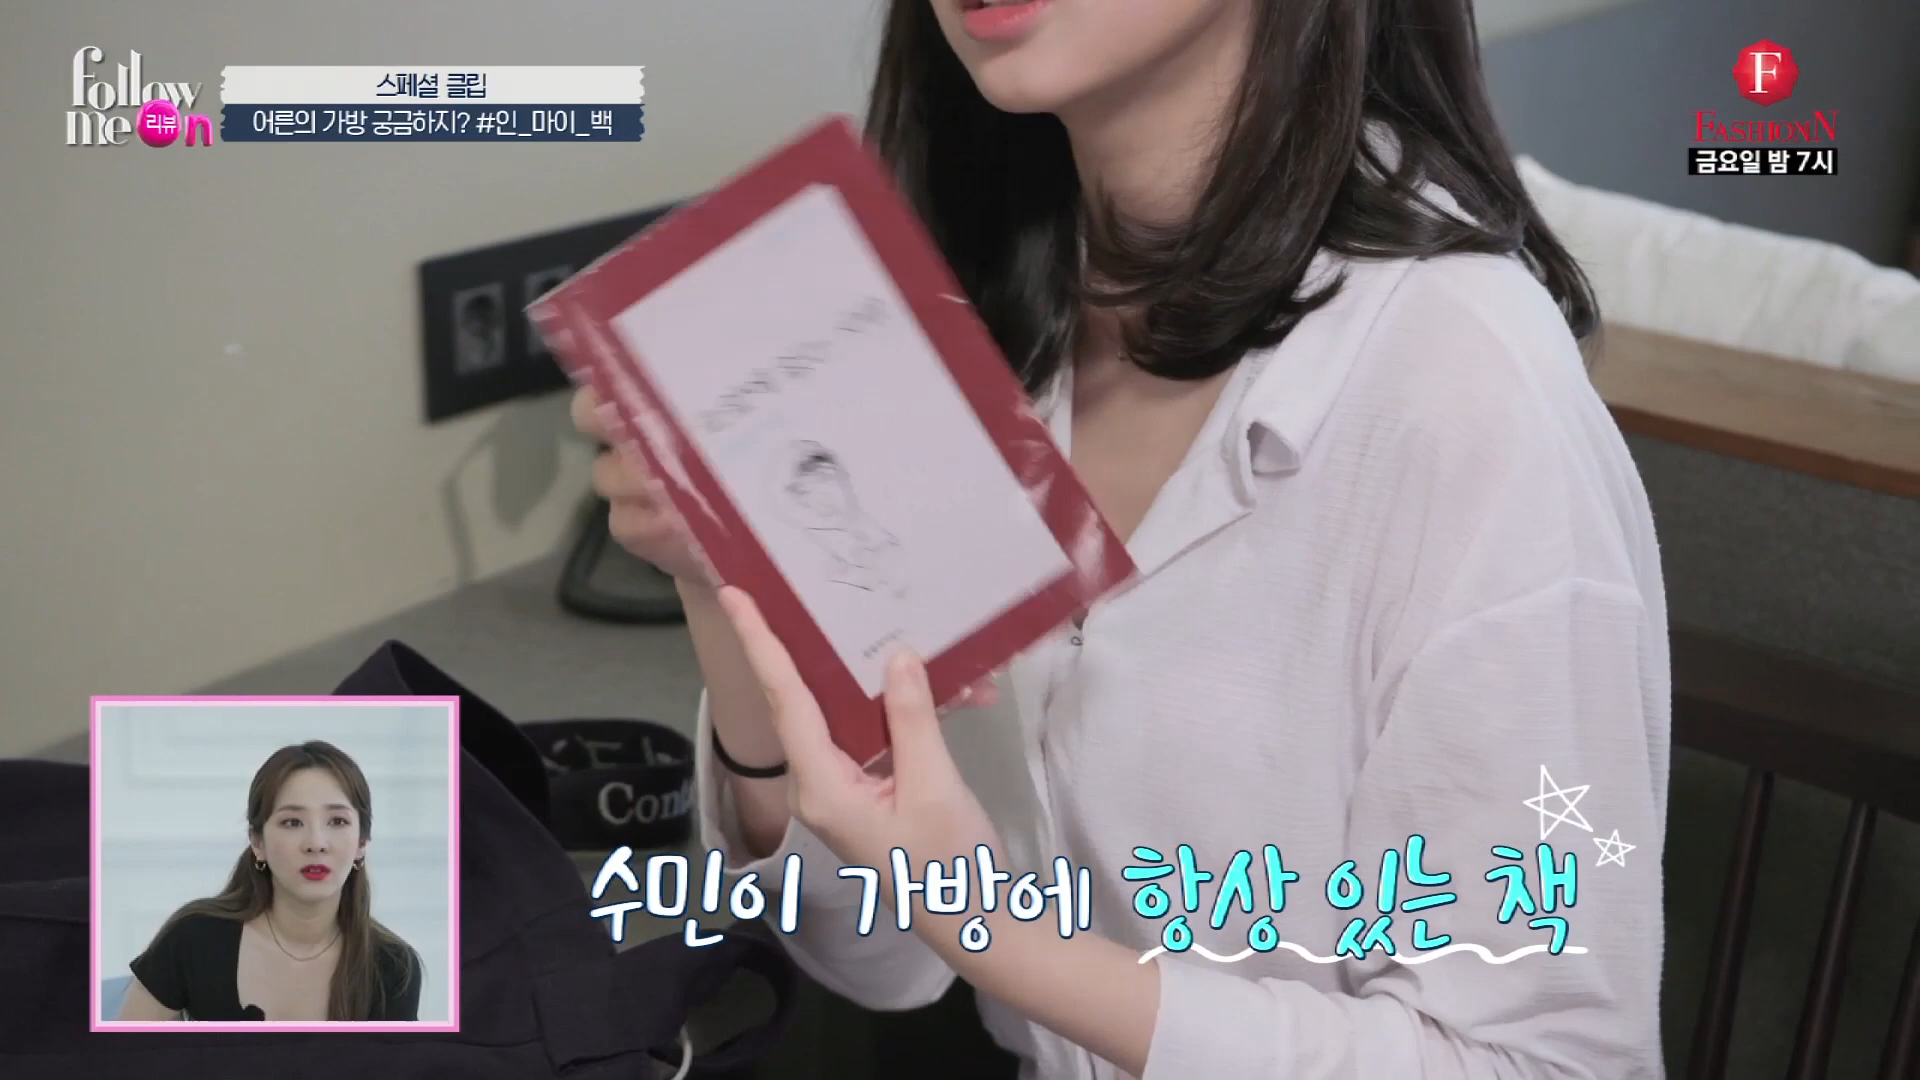 follow
me 리뷰 On
스페셜 클립
어른의 가방 궁금하지? #인_마이_백
F
FASHIONN
금요일 밤 7시
Cont
수민이 가방에 항상 있는 책